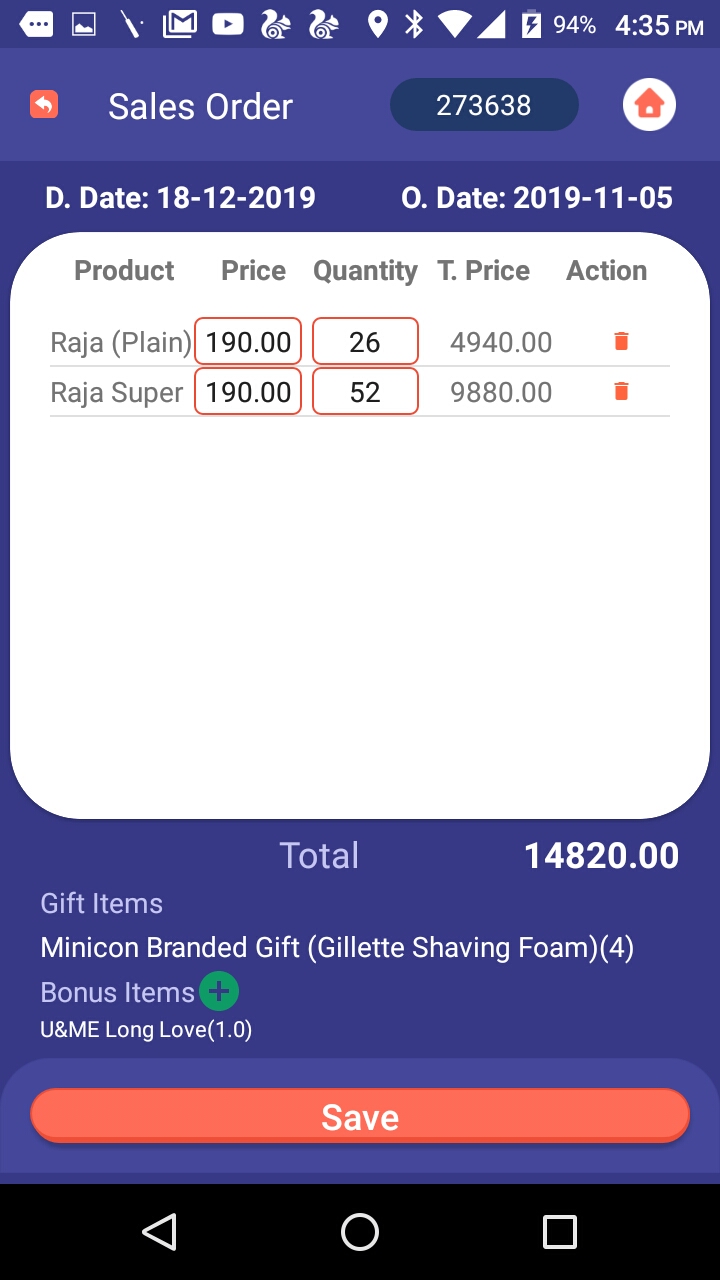 94% 4:35 PM
Sales Order 273638
D. Date: 18-12-2019 O. Date: 2019-11-05
Product Price Quantity T. Price Action
Raja (Plain) 190.00 26 4940.00
Raja Super 190.00 52 9880.00
Total 14820.00
Gift Items
Minicon Branded Gift (Gillette Shaving Foam)(4)
Bonus Items
U&ME Long Love(1.0)
Save